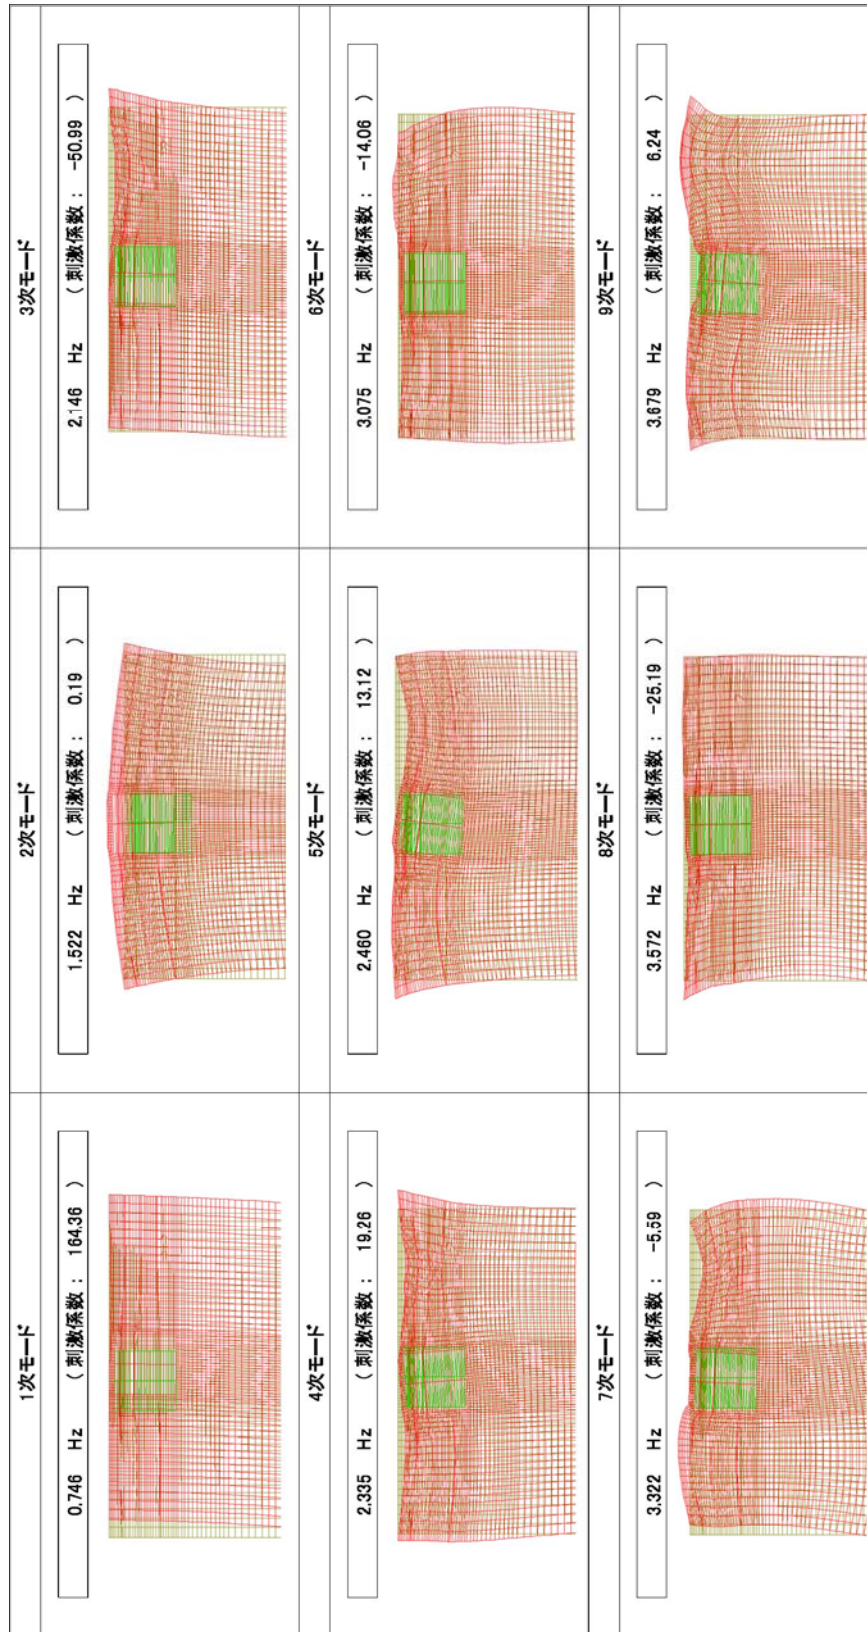 1次モード
0.746 Hz ( 刺激係数 : 164.36 )
2次モード
1.522 Hz ( 刺激係数 : 0.19 )
3次モード
2.146 Hz ( 刺激係数 : -50.99 )
4次モード
2.335 Hz ( 刺激係数 : 19.26 )
5次モード
2.460 Hz ( 刺激係数 : 13.12 )
6次モード
3.075 Hz ( 刺激係数 : -14.06 )
7次モード
3.322 Hz ( 刺激係数 : -5.59 )
8次モード
3.572 Hz ( 刺激係数 : -25.19 )
9次モード
3.679 Hz ( 刺激係数 : 6.24 )